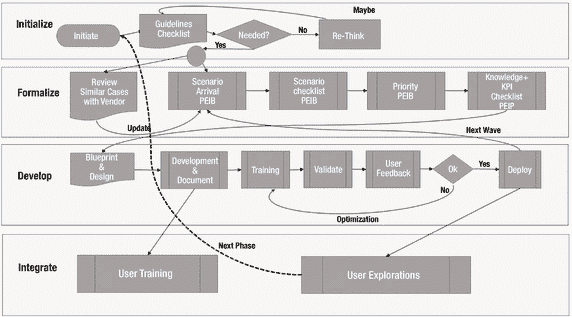 Initialize
Maybe
Initiate
Guidelines
Checklist
Needed?
No
Re-Think
Yes
Formalize
Review
Similar Cases
with Vendor
Scenario
Arrival
PEIB
Scenario
checklist
PEIB
Priority
PEIB
Knowledge+
KPI
Checklist
PEIP
Update
Next Wave
Develop
Blueprint
&
Design
Development
&
Document
Training
Validate
User
Feedback
Ok
Yes
Deploy
No
Optimization
Integrate
Next Phase
User Training
User Explorations